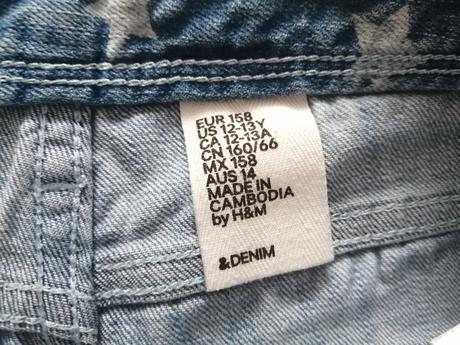 EUR 158
US 12-13Y
CA 12-13A
CN 160/66
MX 158
AUS 14
MADE IN
CAMBODIA
by H&M
&DENIM